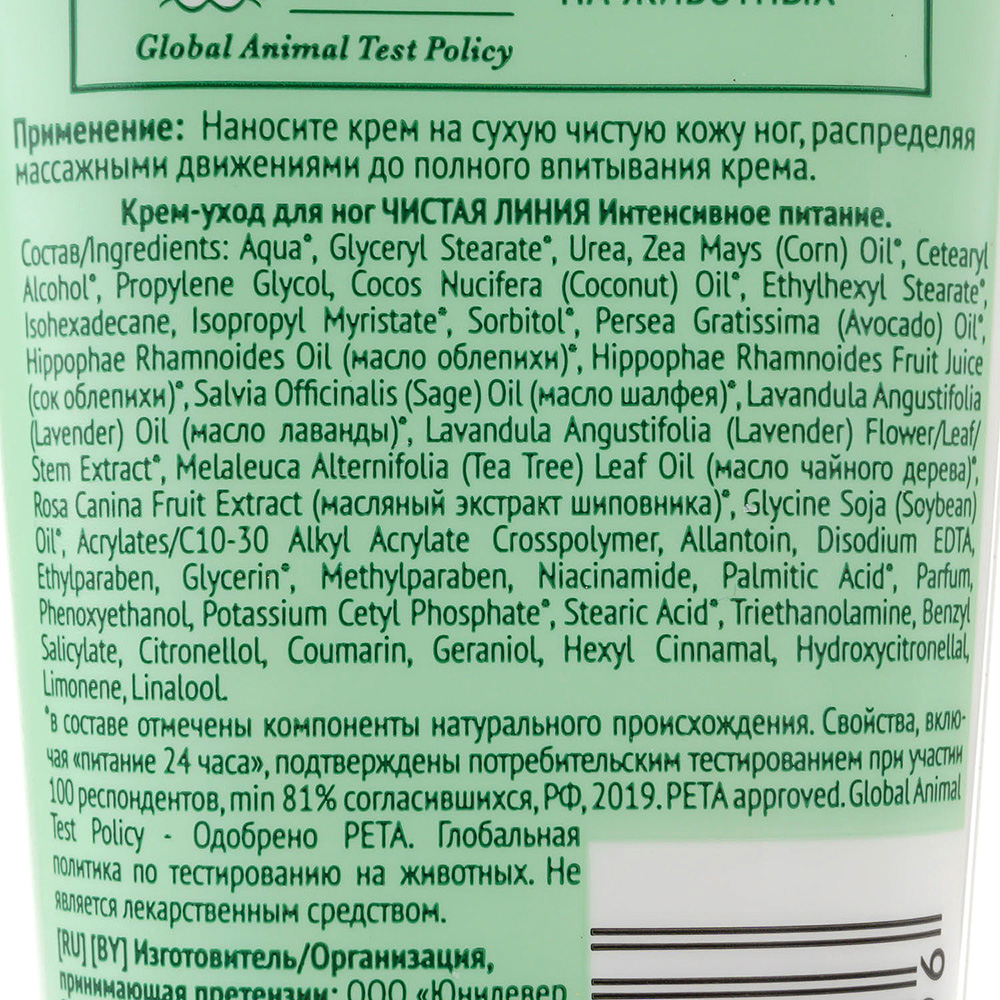 НА ЖИВОТНЫХ
Global Animal Test Policy
Применение: Наносите крем на сухую чистую кожу ног, распределяя
массажными движениями до полного впитывания крема.
Крем-уход для ног ЧИСТАЯ ЛИНИЯ Интенсивное питание.
Состав/Ingredients: Aqua*, Glyceryl Stearate*, Urea, Zea Mays (Corn) Oil*, Cetearyl
Alcohol*, Propylene Glycol, Cocos Nucifera (Coconut) Oil*, Ethylhexyl Stearate*,
Isohexadecane, Isopropyl Myristate*, Sorbitol*, Persea Gratissima (Avocado) Oil*,
Hippophae Rhamnoides Oil (масло облепихи)*, Hippophae Rhamnoides Fruit Juice
(сок облепихи)*, Salvia Officinalis (Sage) Oil (масло шалфея)*, Lavandula Angustifolia
(Lavender) Oil (масло лаванды)*, Lavandula Angustifolia (Lavender) Flower/Leaf/
Stem Extract*, Melaleuca Alternifolia (Tea Tree) Leaf Oil (масло чайного дерева)*,
Rosa Canina Fruit Extract (масляный экстракт шиповника)*, Glycine Soja (Soybean)
Oil*, Acrylates/C10-30 Alkyl Acrylate Crosspolymer, Allantoin, Disodium EDTA,
Ethylparaben, Glycerin*, Methylparaben, Niacinamide, Palmitic Acid*, Parfum,
Phenoxyethanol, Potassium Cetyl Phosphate*, Stearic Acid*, Triethanolamine, Benzyl
Salicylate, Citronellol, Coumarin, Geraniol, Hexyl Cinnamal, Hydroxycitronellal,
Limonene, Linalool.
*в составе отмечены компоненты натурального происхождения. Свойства, вклю-
чая «питание 24 часа», подтверждены потребительским тестированием при участии
100 респондентов, min 81% согласившихся, РФ, 2019. PETA approved. Global Animal
Test Policy - Одобрено PETA. Глобальная
политика по тестированию на животных. Не
является лекарственным средством.
[RU] [BY] Изготовитель/Организация,
принимающая претензии: ООО «Юнилевер
9